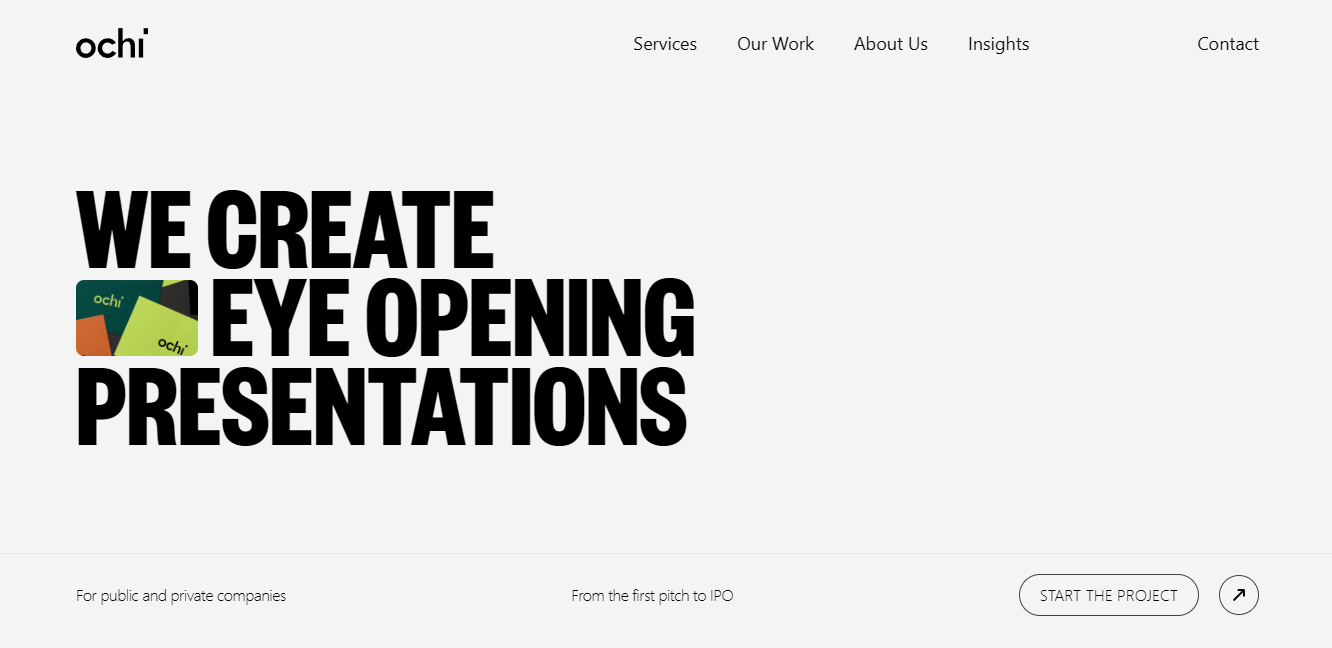 ochi
Services Our Work About Us Insights Contact
WE CREATE
ochi
ochi
EYE OPENING
PRESENTATIONS
For public and private companies From the first pitch to IPO START THE PROJECT